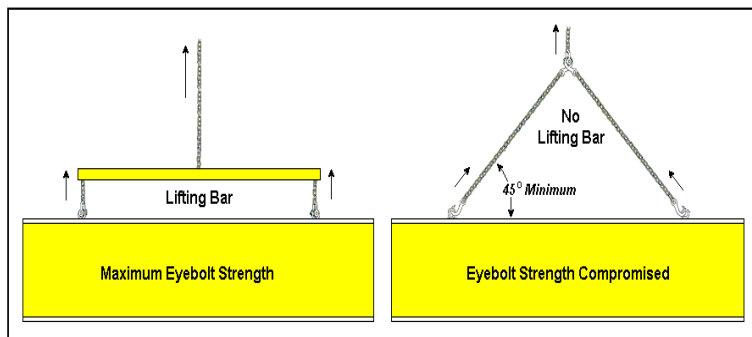 Lifting Bar
Maximum Eyebolt Strength
No
Lifting Bar
45° Minimum
Eyebolt Strength Compromised